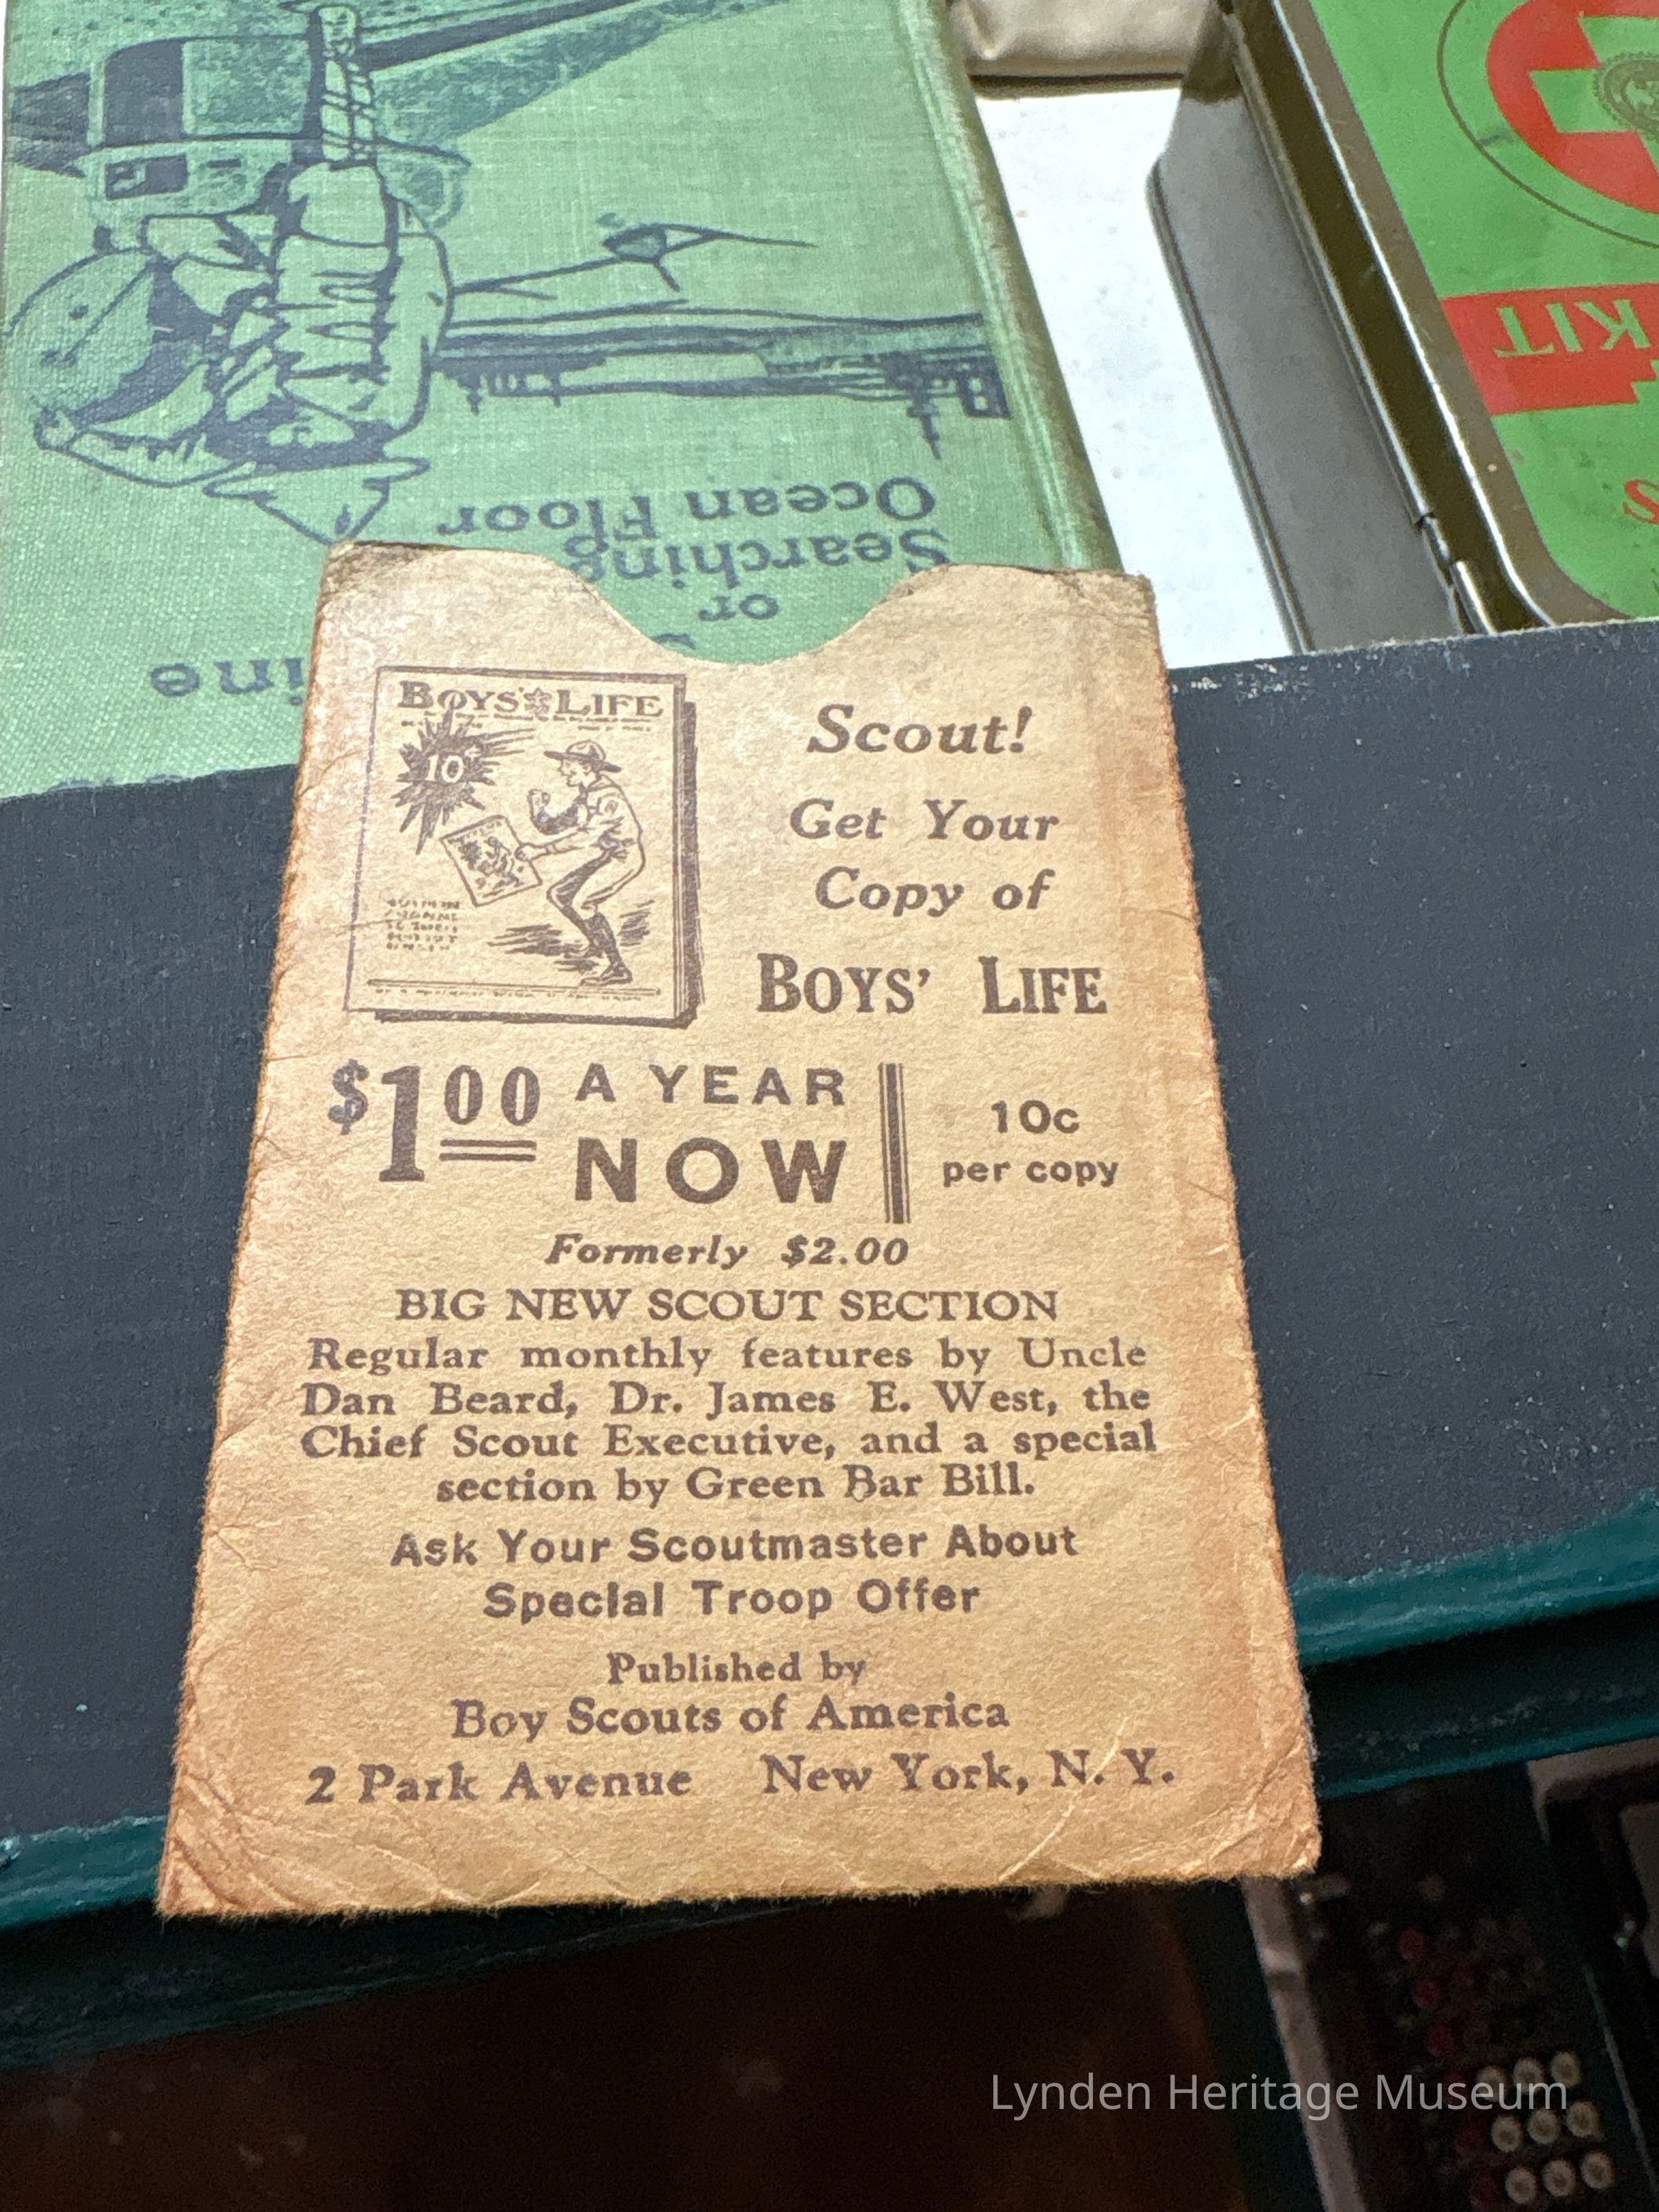 Ocean Floor
Searching
or
ine
KIT
BOYS' LIFE
10¢
Scout!
Get Your
Copy of
BOYS' LIFE
$1.00 A YEAR
NOW
10c
per copy
Formerly $2.00
BIG NEW SCOUT SECTION
Regular monthly features by Uncle
Dan Beard, Dr. James E. West, the
Chief Scout Executive, and a special
section by Green Bar Bill.
Ask Your Scoutmaster About
Special Troop Offer
Published by
Boy Scouts of America
2 Park Avenue New York, N. Y.
Lynden Heritage Museum